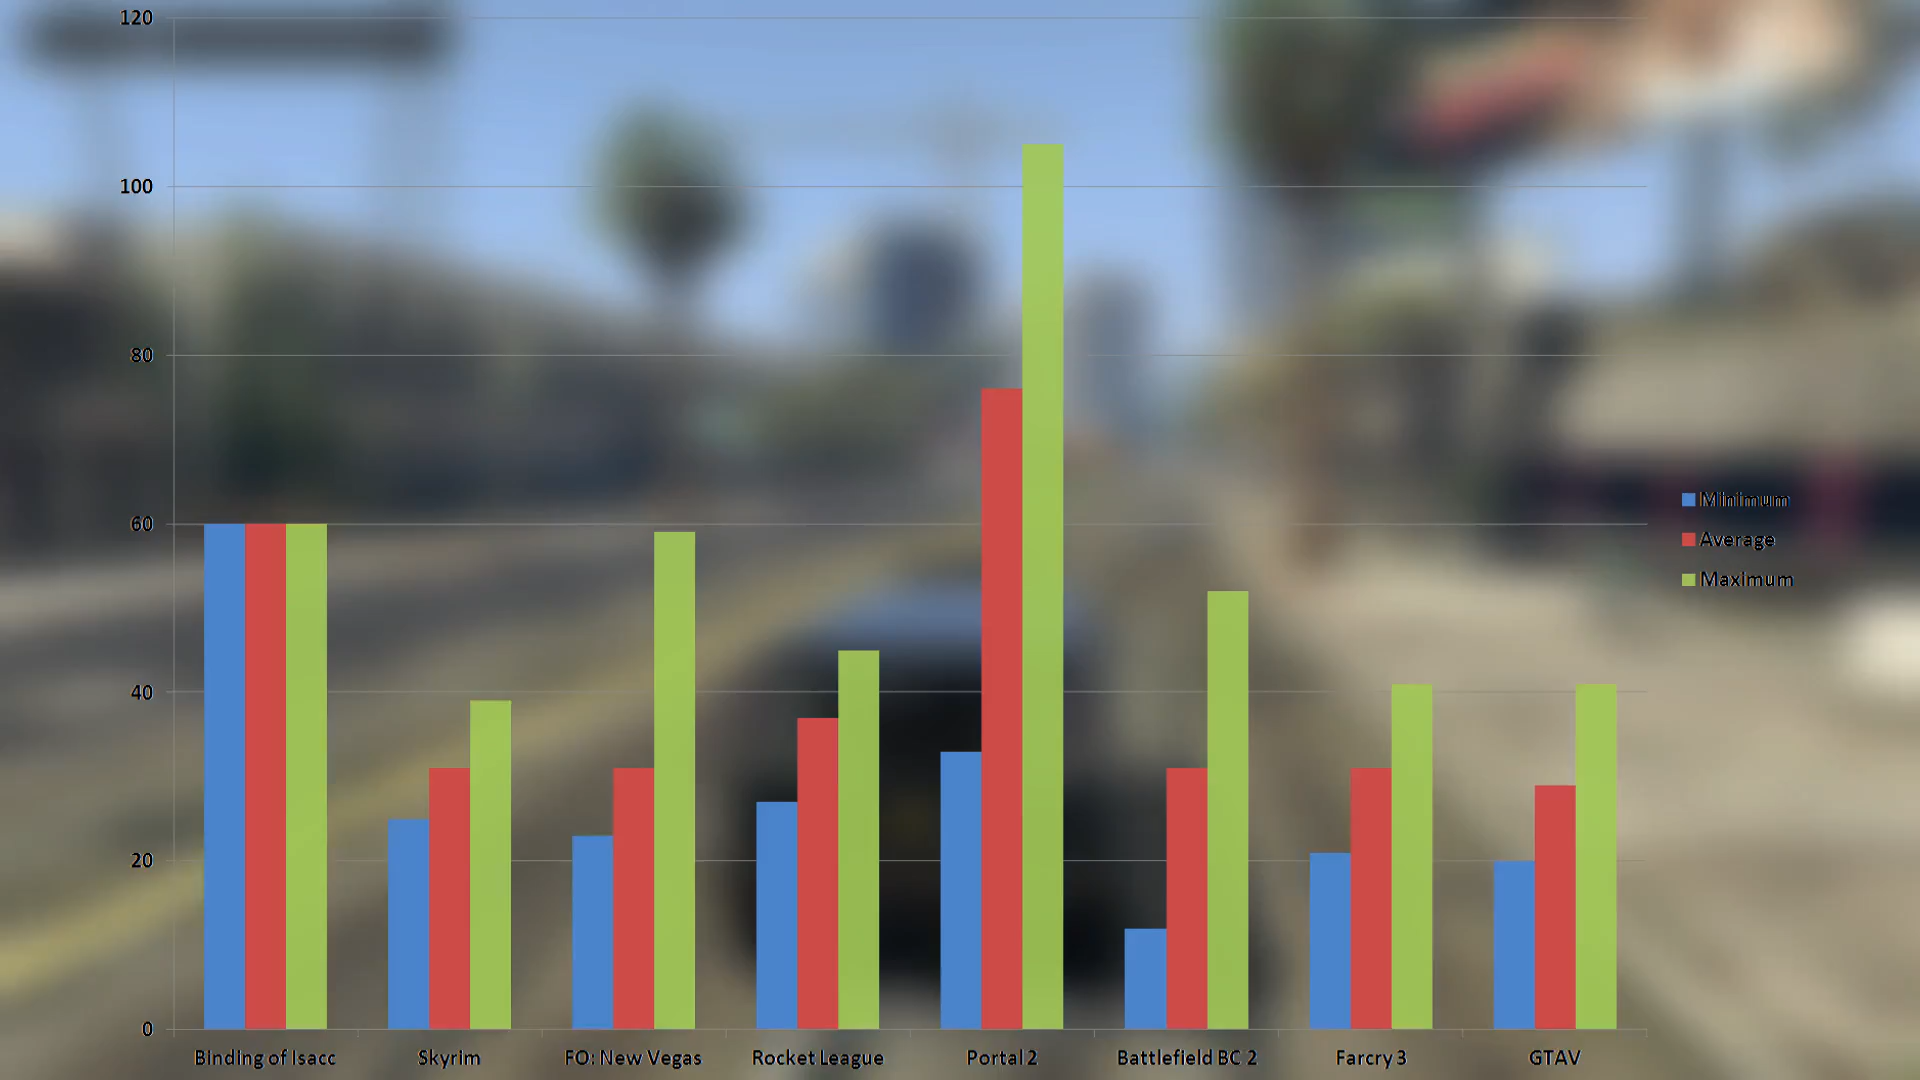 120
100
80
60
40
20
0
Binding of Isacc
Skyrim
FO: New Vegas
Rocket League
Portal 2
Battlefield BC 2
Farcry 3
GTAV
Minimum
Average
Maximum